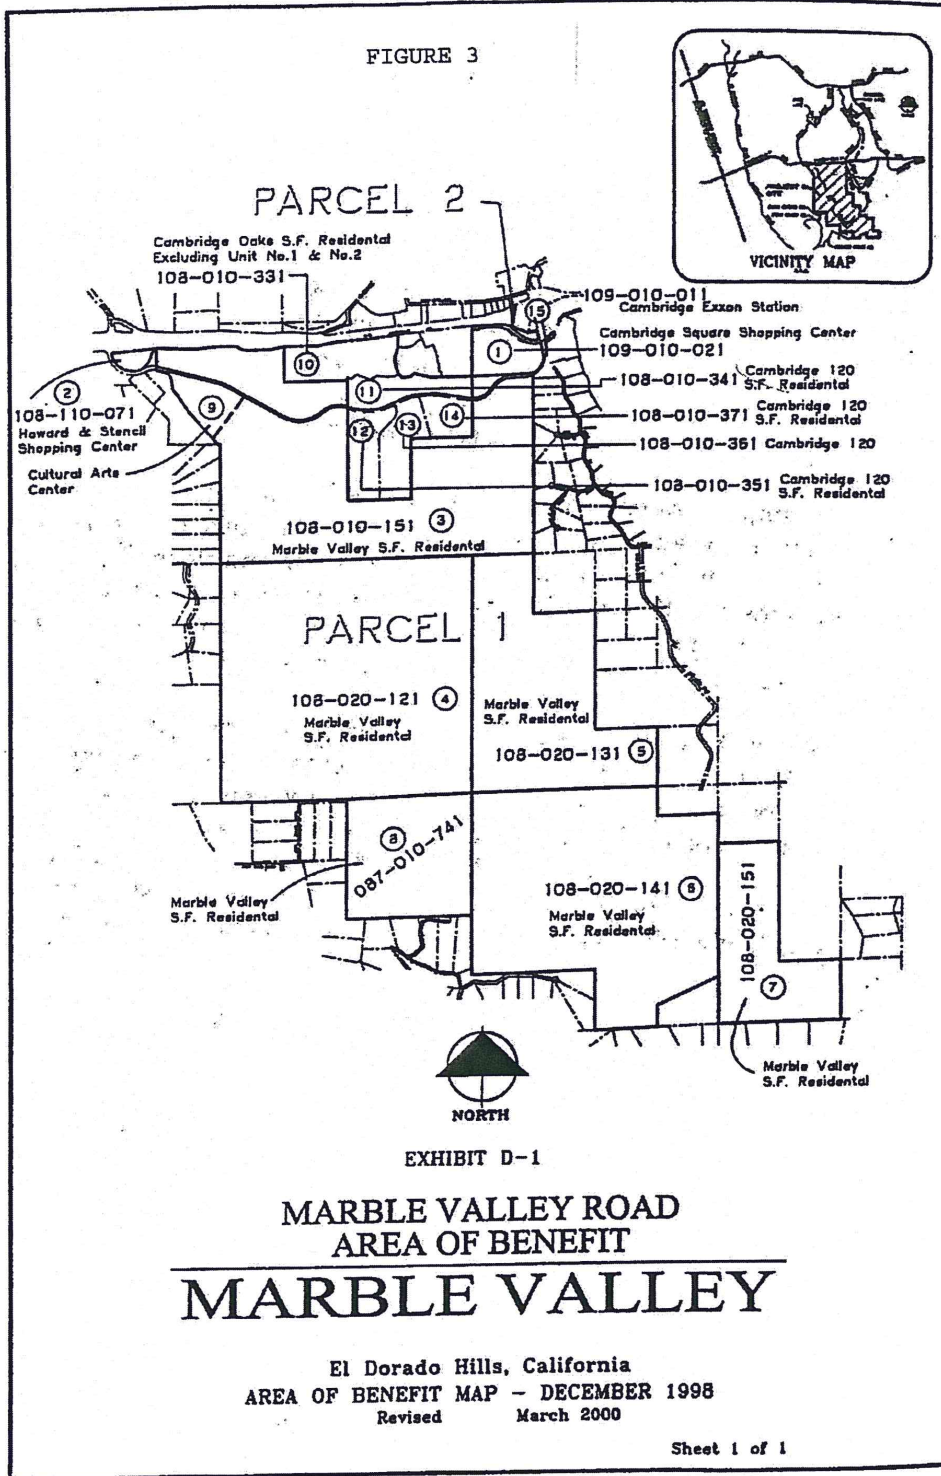 FIGURE 3
VICINITY MAP
PARCEL 2
Cambridge Oaks S.F. Residental
Excluding Unit No.1 & No.2
108-010-331
109-010-011
Cambridge Exxon Station
15
Cambridge Square Shopping Center
1
109-010-021
10
2
108-110-071
Howard & Stencil
Shopping Center
9
11
108-010-341
Cambridge 120
S.F. Residental
14
108-010-371
Cambridge 120
S.F. Residental
12
13
108-010-361 Cambridge 120
Cultural Arts
Center
108-010-351
Cambridge 120
S.F. Residental
108-010-151
3
Marble Valley S.F. Residental
PARCEL 1
108-020-121
4
Marble Valley
S.F. Residental
Marble Valley
S.F. Residental
108-020-131
5
8
087-010-741
Marble Valley
S.F. Residental
108-020-141
6
Marble Valley
S.F. Residental
108-020-151
7
Marble Valley
S.F. Residental
NORTH
EXHIBIT D-1
MARBLE VALLEY ROAD
AREA OF BENEFIT
MARBLE VALLEY
El Dorado Hills, California
AREA OF BENEFIT MAP - DECEMBER 1998
Revised March 2000
Sheet 1 of 1